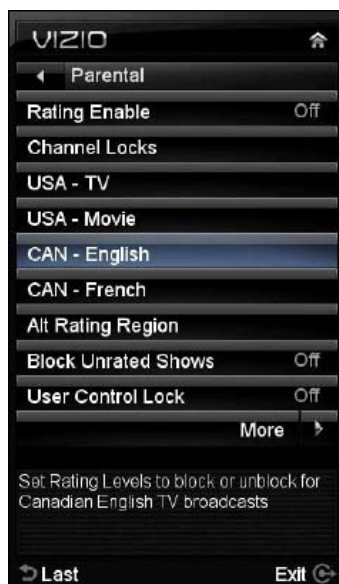 VIZIO
Parental
Rating Enable Off
Channel Locks
USA - TV
USA - Movie
CAN - English
CAN - French
Alt Rating Region
Block Unrated Shows Off
User Control Lock Off
More
Set Rating Levels to block or unblock for
Canadian English TV broadcasts
Last Exit